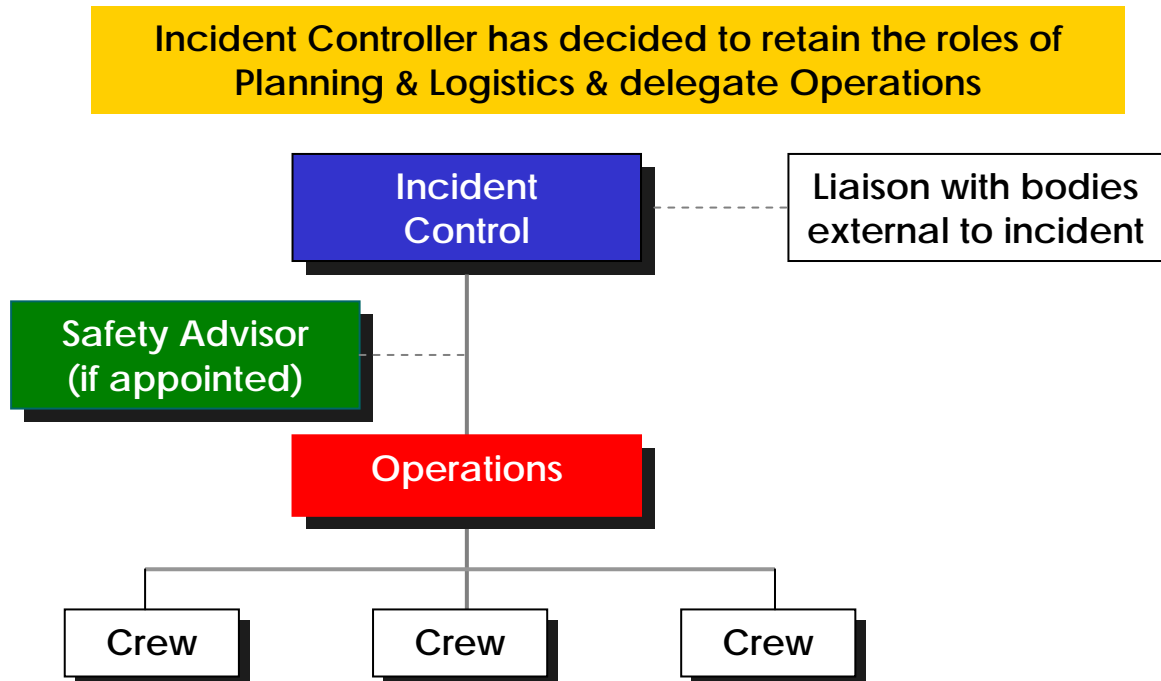 Incident Controller has decided to retain the roles of
Planning & Logistics & delegate Operations
Incident
Control
Liaison with bodies
external to incident
Safety Advisor
(if appointed)
Operations
Crew
Crew
Crew